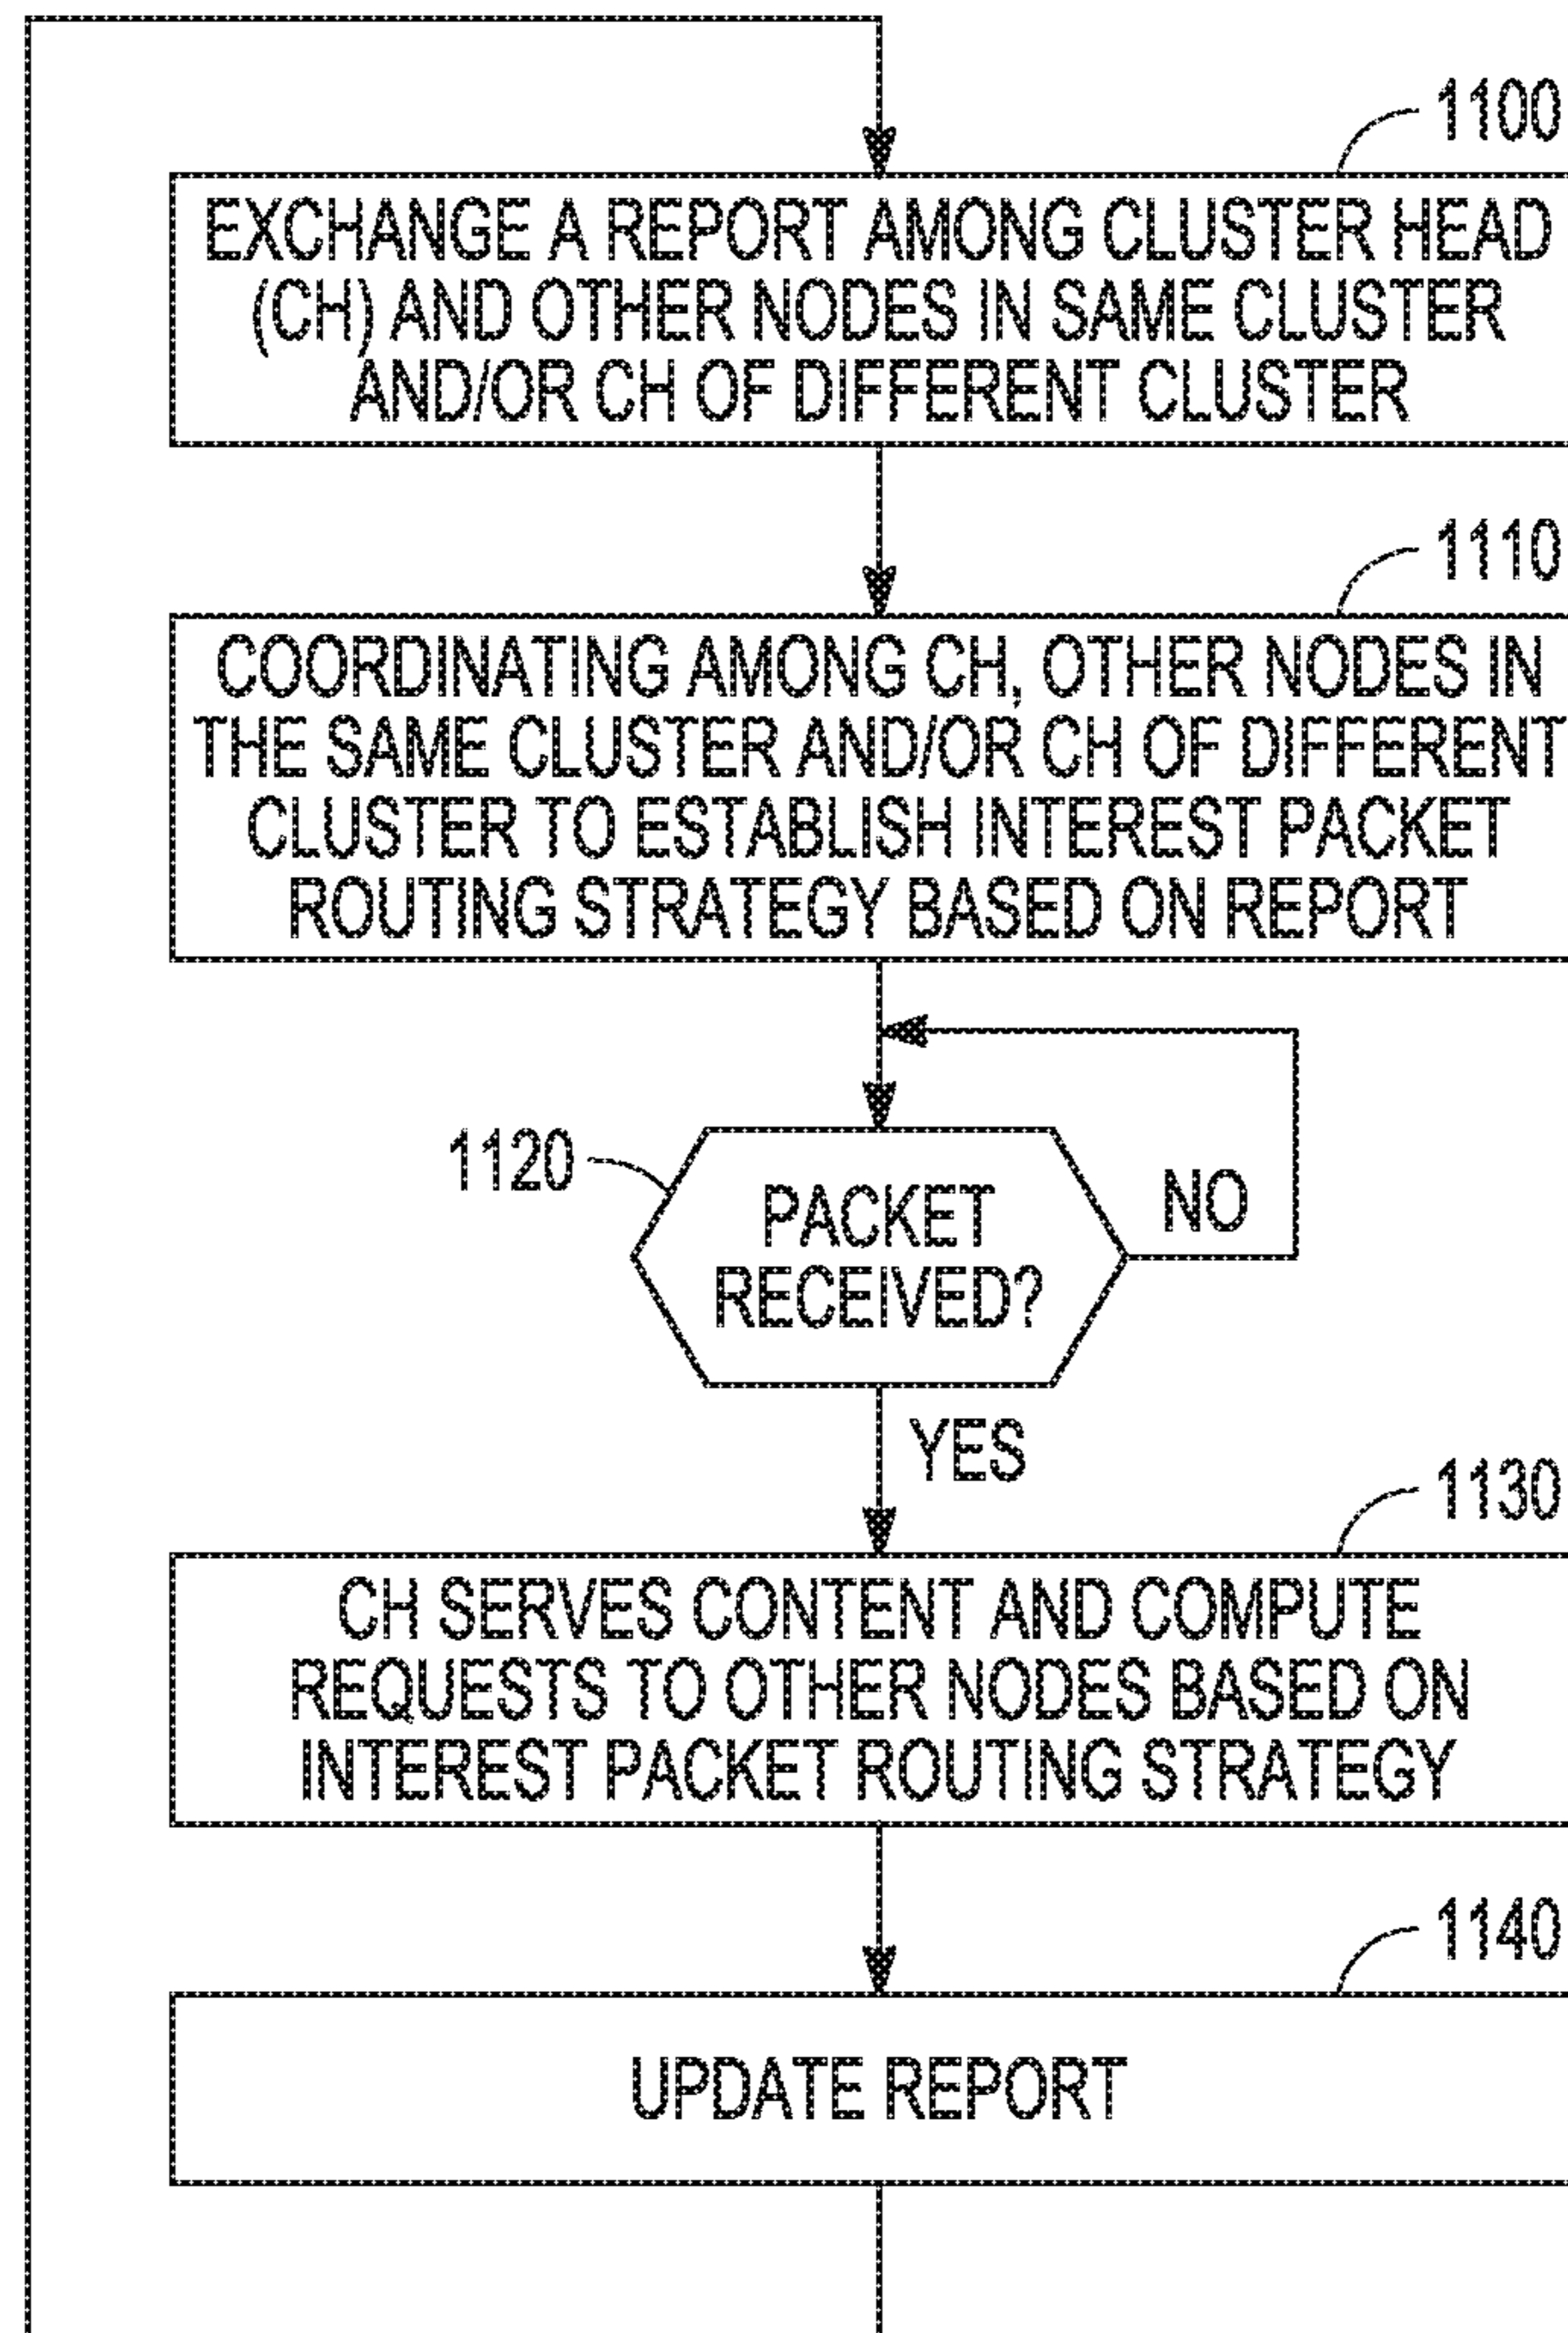 1100
EXCHANGE A REPORT AMONG CLUSTER HEAD
(CH) AND OTHER NODES IN SAME CLUSTER
AND/OR CH OF DIFFERENT CLUSTER
1110
COORDINATING AMONG CH, OTHER NODES IN
THE SAME CLUSTER AND/OR CH OF DIFFERENT
CLUSTER TO ESTABLISH INTEREST PACKET
ROUTING STRATEGY BASED ON REPORT
1120
PACKET
RECEIVED?
NO
YES
1130
CH SERVES CONTENT AND COMPUTE
REQUESTS TO OTHER NODES BASED ON
INTEREST PACKET ROUTING STRATEGY
1140
UPDATE REPORT